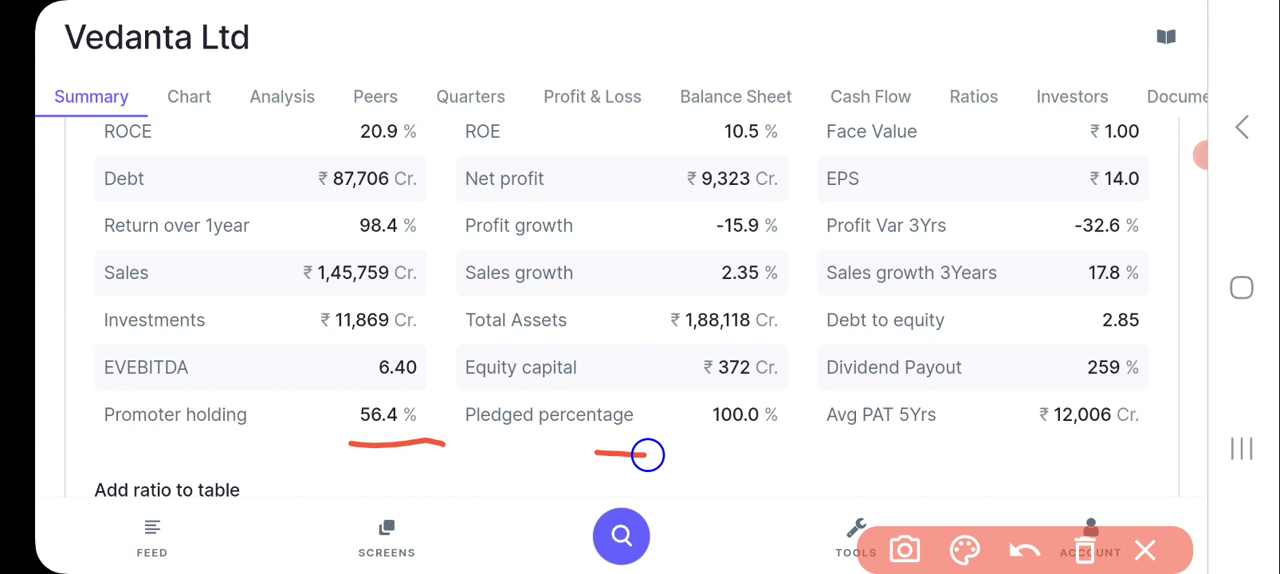 Vedanta Ltd
Summary Chart Analysis Peers Quarters Profit & Loss Balance Sheet Cash Flow Ratios Investors Docume
ROCE 20.9 % ROE 10.5 % Face Value ₹ 1.00
Debt ₹ 87,706 Cr. Net profit ₹ 9,323 Cr. EPS ₹ 14.0
Return over 1year 98.4 % Profit growth -15.9 % Profit Var 3Yrs -32.6 %
Sales ₹ 1,45,759 Cr. Sales growth 2.35 % Sales growth 3Years 17.8 %
Investments ₹ 11,869 Cr. Total Assets ₹ 1,88,118 Cr. Debt to equity 2.85
EVEBITDA 6.40 Equity capital ₹ 372 Cr. Dividend Payout 259 %
Promoter holding 56.4 % Pledged percentage 100.0 % Avg PAT 5Yrs ₹ 12,006 Cr.
Add ratio to table
FEED SCREENS TOOLS ACCOUNT